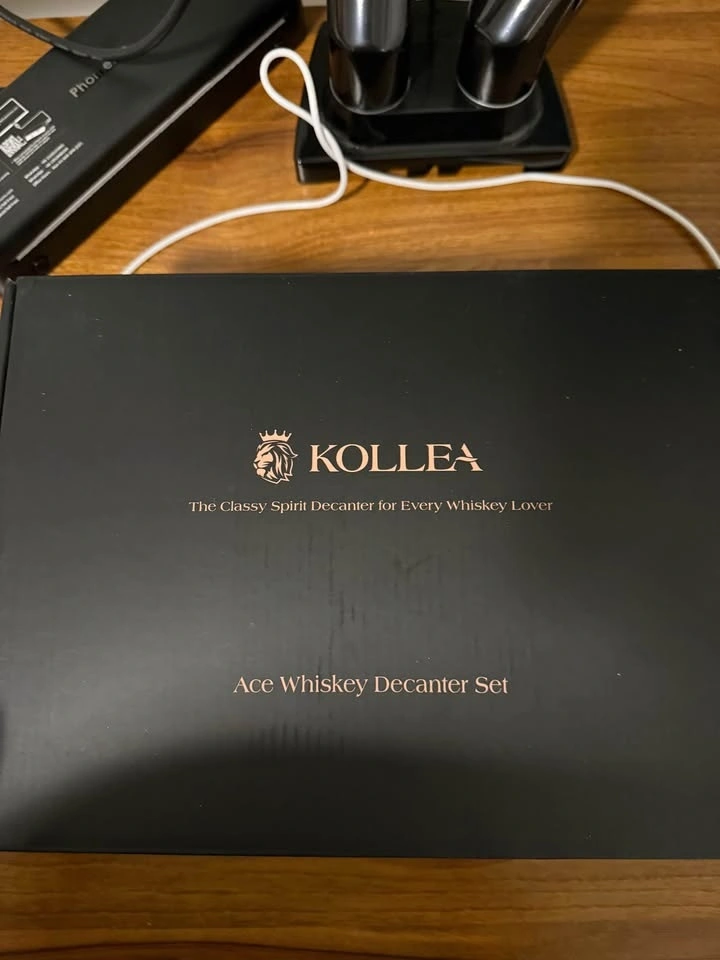 KOLLEA
The Classy Spirit Decanter for Every Whiskey Lover
Ace Whiskey Decanter Set